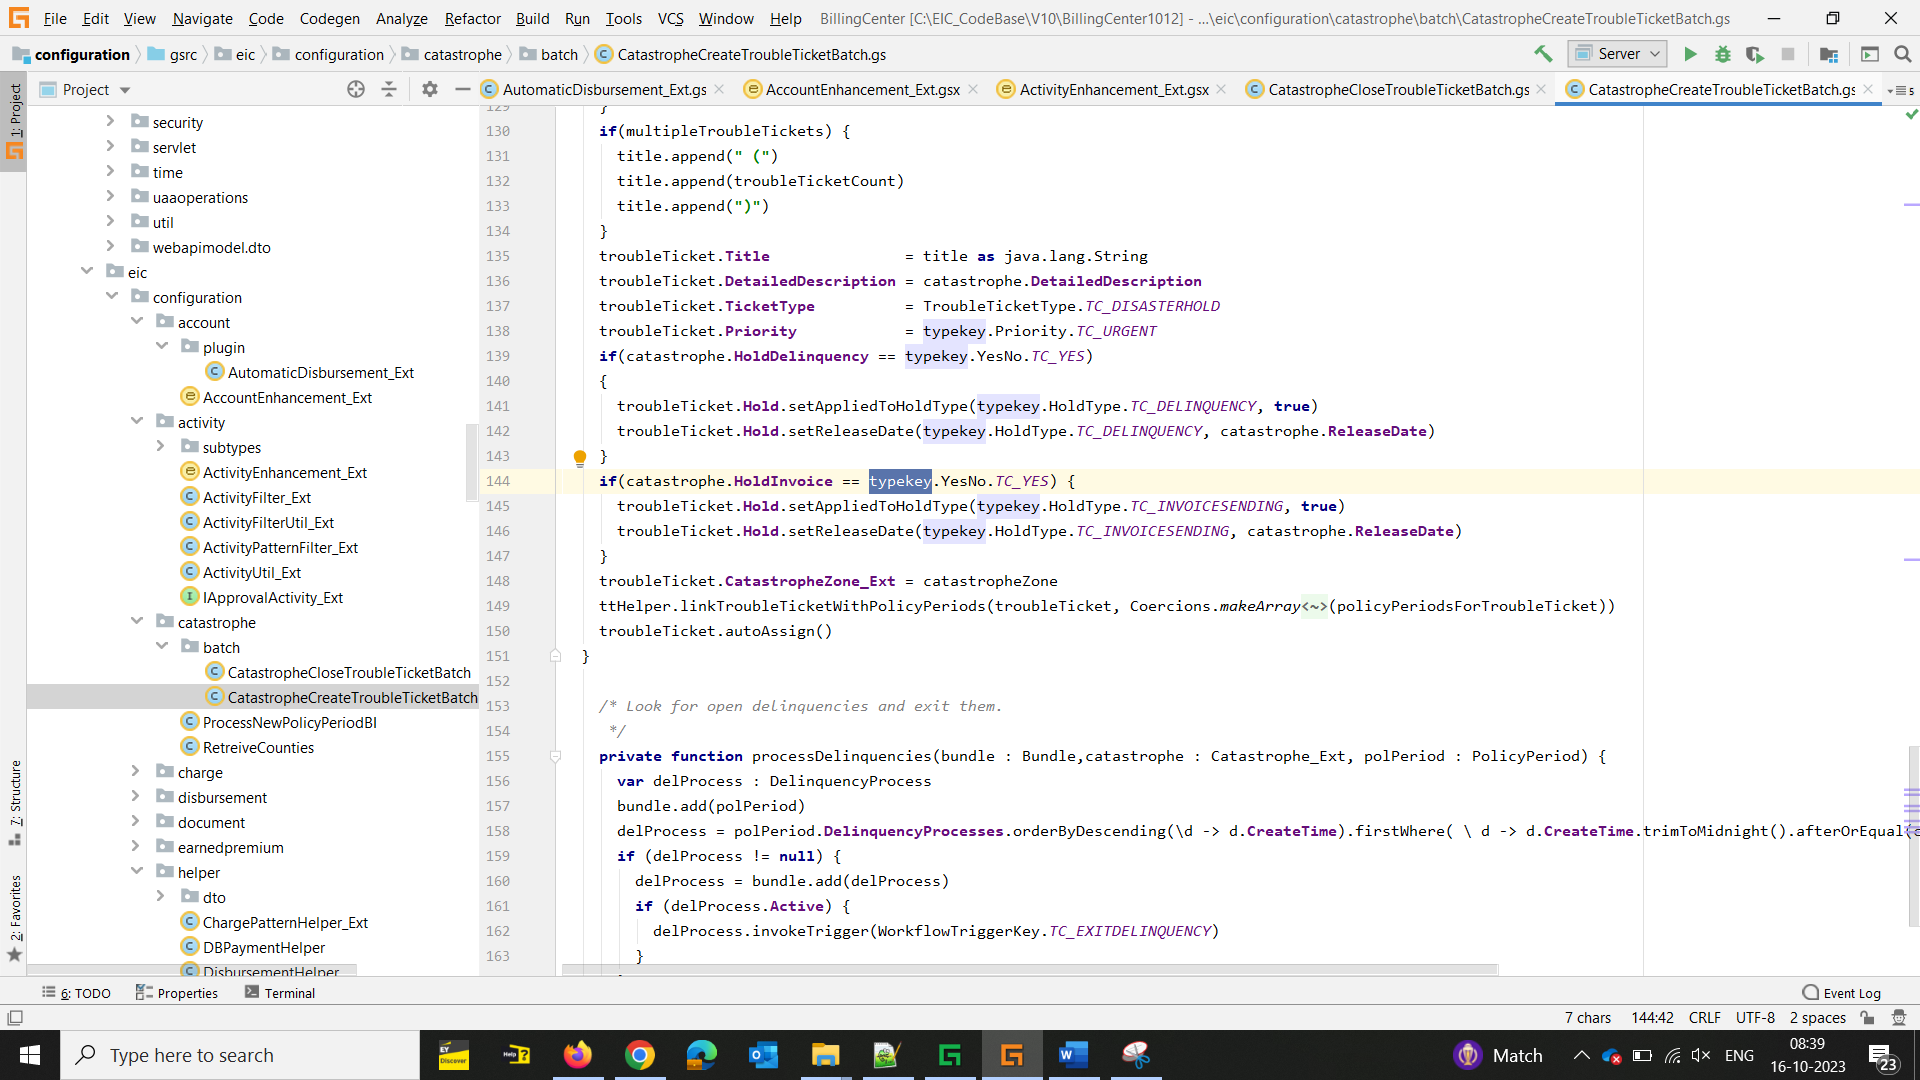 File Edit View Navigate Code Codegen Analyze Refactor Build Run Tools VCS Window Help BillingCenter [C:\EIC_CodeBase\V10\BillingCenter1012] - ...\eic\configuration\catastrophe\batch\CatastropheCreateTroubleTicketBatch.gs
configuration gsrc eic configuration catastrophe batch CatastropheCreateTroubleTicketBatch.gs Server
Project AutomaticDisbursement_Ext.gs AccountEnhancement_Ext.gsx ActivityEnhancement_Ext.gsx CatastropheCloseTroubleTicketBatch.gs CatastropheCreateTroubleTicketBatch.gs 5
1: Project
7: Structure
2: Favorites
security
servlet
time
uaaoperations
util
webapimodel.dto
eic
configuration
account
plugin
AutomaticDisbursement_Ext
AccountEnhancement_Ext
activity
subtypes
ActivityEnhancement_Ext
ActivityFilter_Ext
ActivityFilterUtil_Ext
ActivityPatternFilter_Ext
ActivityUtil_Ext
IApprovalActivity_Ext
catastrophe
batch
CatastropheCloseTroubleTicketBatch
CatastropheCreateTroubleTicketBatch
ProcessNewPolicyPeriodBI
RetreiveCounties
charge
disbursement
document
earnedpremium
helper
dto
ChargePatternHelper_Ext
DBPaymentHelper
DisbursementHelper
129 }
130 if(multipleTroubleTickets) {
131 title.append(" (")
132 title.append(troubleTicketCount)
133 title.append(")")
134 }
135 troubleTicket.Title = title as java.lang.String
136 troubleTicket.DetailedDescription = catastrophe.DetailedDescription
137 troubleTicket.TicketType = TroubleTicketType.TC_DISASTERHOLD
138 troubleTicket.Priority = typekey.Priority.TC_URGENT
139 if(catastrophe.HoldDelinquency == typekey.YesNo.TC_YES)
140 {
141 troubleTicket.Hold.setAppliedToHoldType(typekey.HoldType.TC_DELINQUENCY, true)
142 troubleTicket.Hold.setReleaseDate(typekey.HoldType.TC_DELINQUENCY, catastrophe.ReleaseDate)
143 }
144 if(catastrophe.HoldInvoice == typekey.YesNo.TC_YES) {
145 troubleTicket.Hold.setAppliedToHoldType(typekey.HoldType.TC_INVOICESENDING, true)
146 troubleTicket.Hold.setReleaseDate(typekey.HoldType.TC_INVOICESENDING, catastrophe.ReleaseDate)
147 }
148 troubleTicket.CatastropheZone_Ext = catastropheZone
149 ttHelper.linkTroubleTicketWithPolicyPeriods(troubleTicket, Coercions.makeArray<~>(policyPeriodsForTroubleTicket))
150 troubleTicket.autoAssign()
151 }
152
153 /* Look for open delinquencies and exit them.
154 */
155 private function processDelinquencies(bundle : Bundle,catastrophe : Catastrophe_Ext, polPeriod : PolicyPeriod) {
156 var delProcess : DelinquencyProcess
157 bundle.add(polPeriod)
158 delProcess = polPeriod.DelinquencyProcesses.orderByDescending(\d -> d.CreateTime).firstWhere( \ d -> d.CreateTime.trimToMidnight().afterOrEqual(c
159 if (delProcess != null) {
160 delProcess = bundle.add(delProcess)
161 if (delProcess.Active) {
162 delProcess.invokeTrigger(WorkflowTriggerKey.TC_EXITDELINQUENCY)
163 }
6: TODO Properties Terminal Event Log
7 chars 144:42 CRLF UTF-8 2 spaces
Type here to search EY Discover Help ? Match ENG 08:39
16-10-2023 23